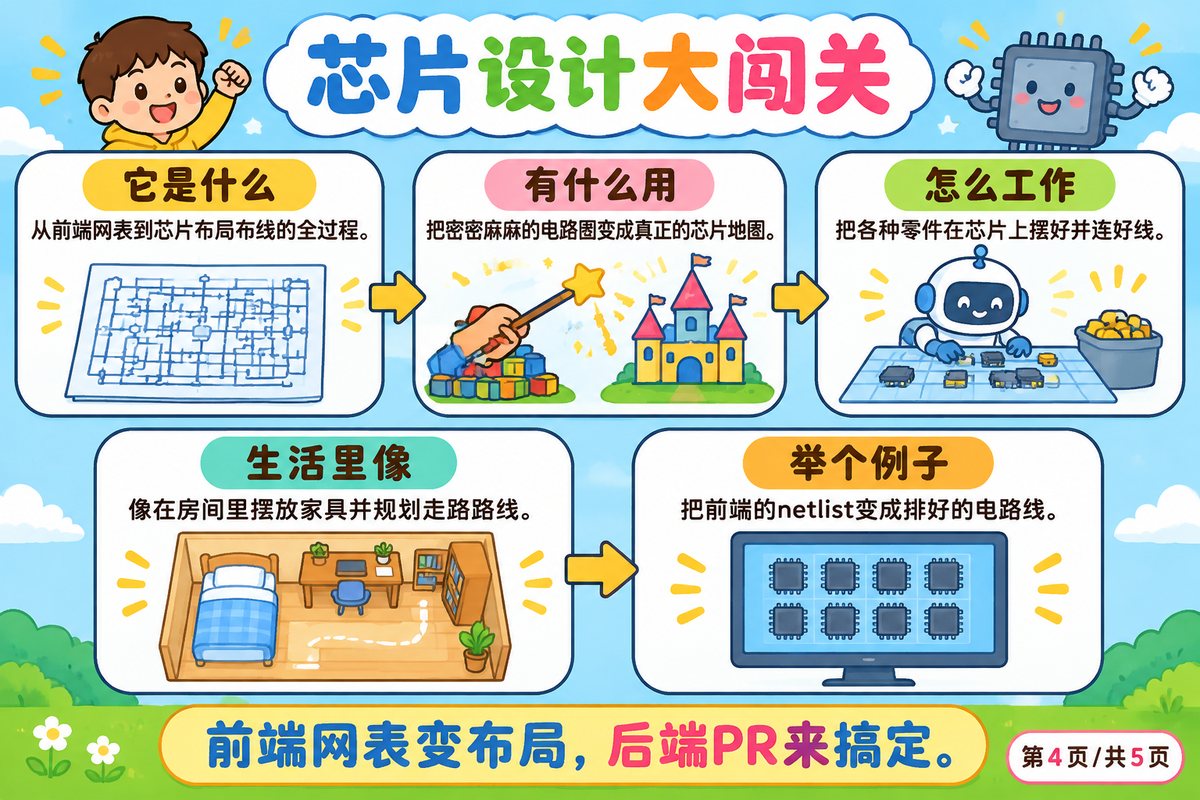 芯片设计大闯关
它是什么
从前端网表到芯片布局布线的全过程。
有什么用
把密密麻麻的电路图变成真正的芯片地图。
怎么工作
把各种零件在芯片上摆好并连好线。
生活里像
像在房间里摆放家具并规划走路路线。
举个例子
把前端的netlist变成排好的电路线。
前端网表变布局，后端PR来搞定。
第4页/共5页